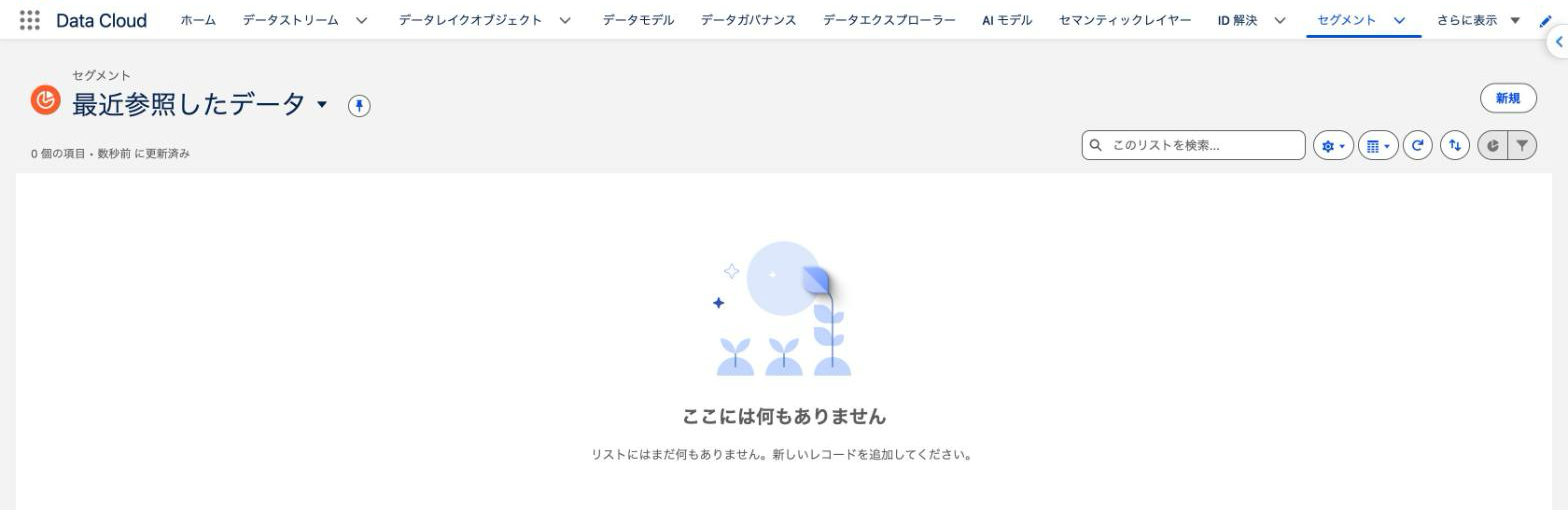 Data Cloud ホーム データストリーム データレイクオブジェクト データモデル データガバナンス データエクスプローラー AI モデル セマンティックレイヤー ID 解決 セグメント さらに表示
セグメント
最近参照したデータ
新規
0 個の項目・数秒前 に更新済み
このリストを検索...
ここには何もありません
リストにはまだ何もありません。新しいレコードを追加してください。